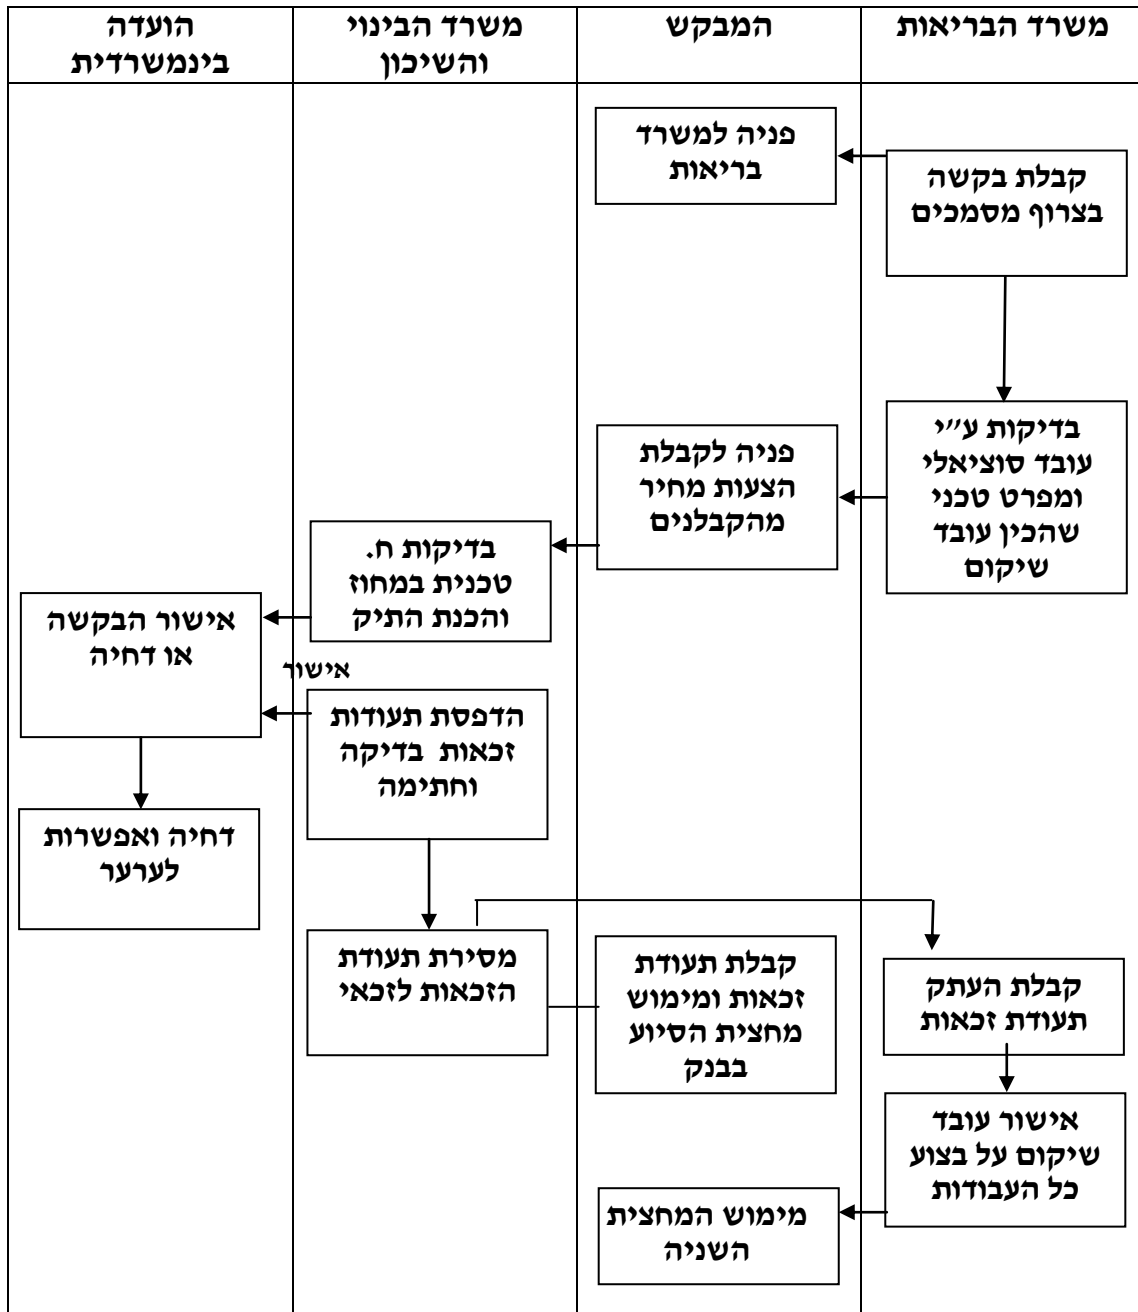 משרד הבריאות
המבקש
משרד הבינוי
והשיכון
הועדה
בינמשרדית
פניה למשרד
בריאות
קבלת בקשה
בצרוף מסמכים
בדיקות ע"י
עובד סוציאלי
ומפרט טכני
שהכין עובד
שיקום
פניה לקבלת
הצעות מחיר
מהקבלנים
בדיקות ח.
טכנית במחוז
והכנת התיק
אישור הבקשה
או דחיה
אישור
הדפסת תעודות
זכאות בדיקה
וחתימה
דחיה ואפשרות
לערער
מסירת תעודת
הזכאות לזכאי
קבלת תעודת
זכאות ומימוש
מחצית הסיוע
בבנק
קבלת העתק
תעודת זכאות
אישור עובד
שיקום על בצוע
כל העבודות
מימוש המחצית
השניה